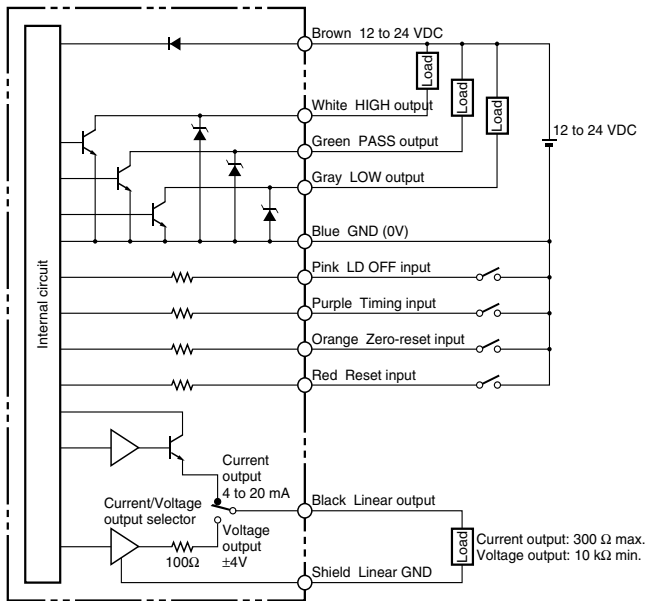 Brown 12 to 24 VDC
Load
Load
Load
White HIGH output
Green PASS output
12 to 24 VDC
Gray LOW output
Blue GND (0V)
Pink LD OFF input
Purple Timing input
Orange Zero-reset input
Red Reset input
Internal circuit
Current
output
4 to 20 mA
Current/Voltage
output selector
Black Linear output
Voltage
output
±4V
100Ω
Load
Current output: 300 Ω max.
Voltage output: 10 kΩ min.
Shield Linear GND